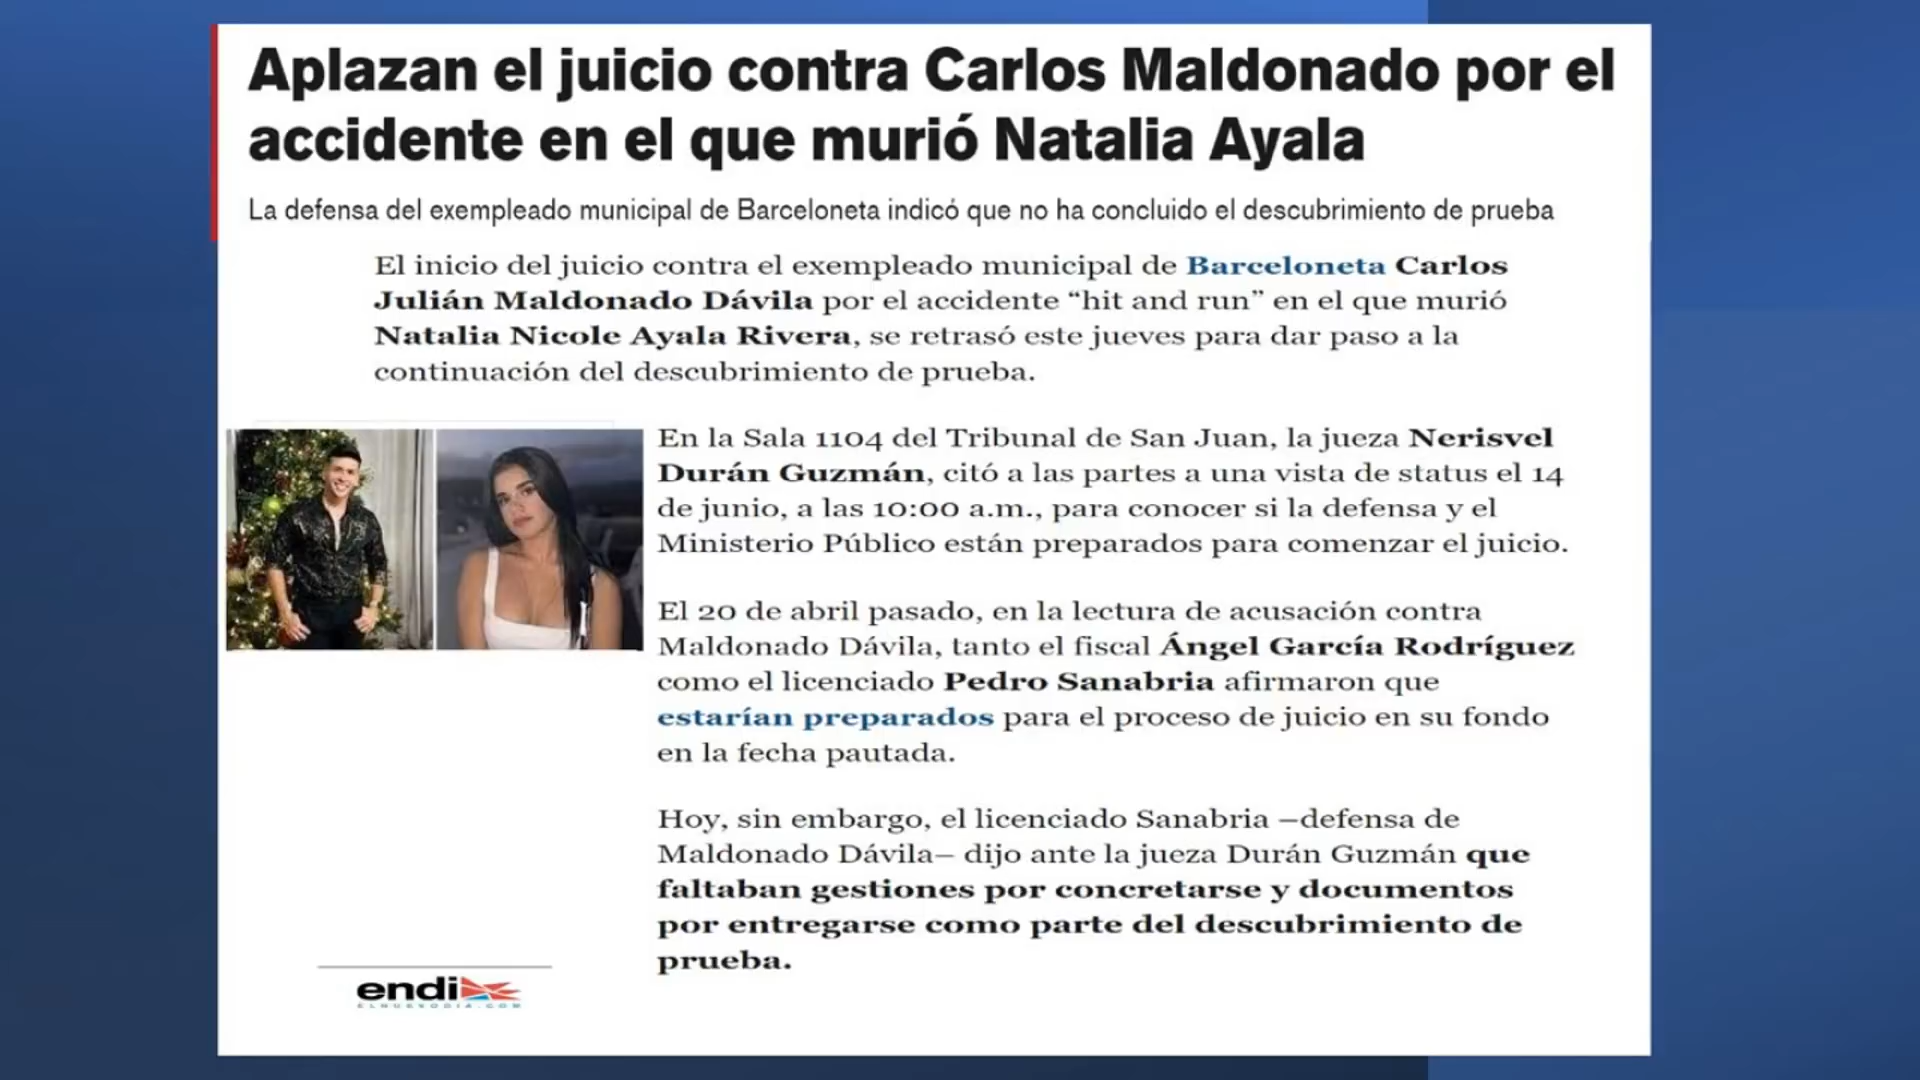 Aplazan el juicio contra Carlos Maldonado por el
accidente en el que murió Natalia Ayala
La defensa del exempleado municipal de Barceloneta indicó que no ha concluido el descubrimiento de prueba
El inicio del juicio contra el exempleado municipal de Barceloneta Carlos
Julián Maldonado Dávila por el accidente “hit and run” en el que murió
Natalia Nicole Ayala Rivera, se retrasó este jueves para dar paso a la
continuación del descubrimiento de prueba.
En la Sala 1104 del Tribunal de San Juan, la jueza Nerisvel
Durán Guzmán, citó a las partes a una vista de status el 14
de junio, a las 10:00 a.m., para conocer si la defensa y el
Ministerio Público están preparados para comenzar el juicio.
El 20 de abril pasado, en la lectura de acusación contra
Maldonado Dávila, tanto el fiscal Ángel García Rodríguez
como el licenciado Pedro Sanabria afirmaron que
estarían preparados para el proceso de juicio en su fondo
en la fecha pautada.
Hoy, sin embargo, el licenciado Sanabria –defensa de
Maldonado Dávila– dijo ante la jueza Durán Guzmán que
faltaban gestiones por concretarse y documentos
por entregarse como parte del descubrimiento de
prueba.
endi
ELNUEVODIA.COM